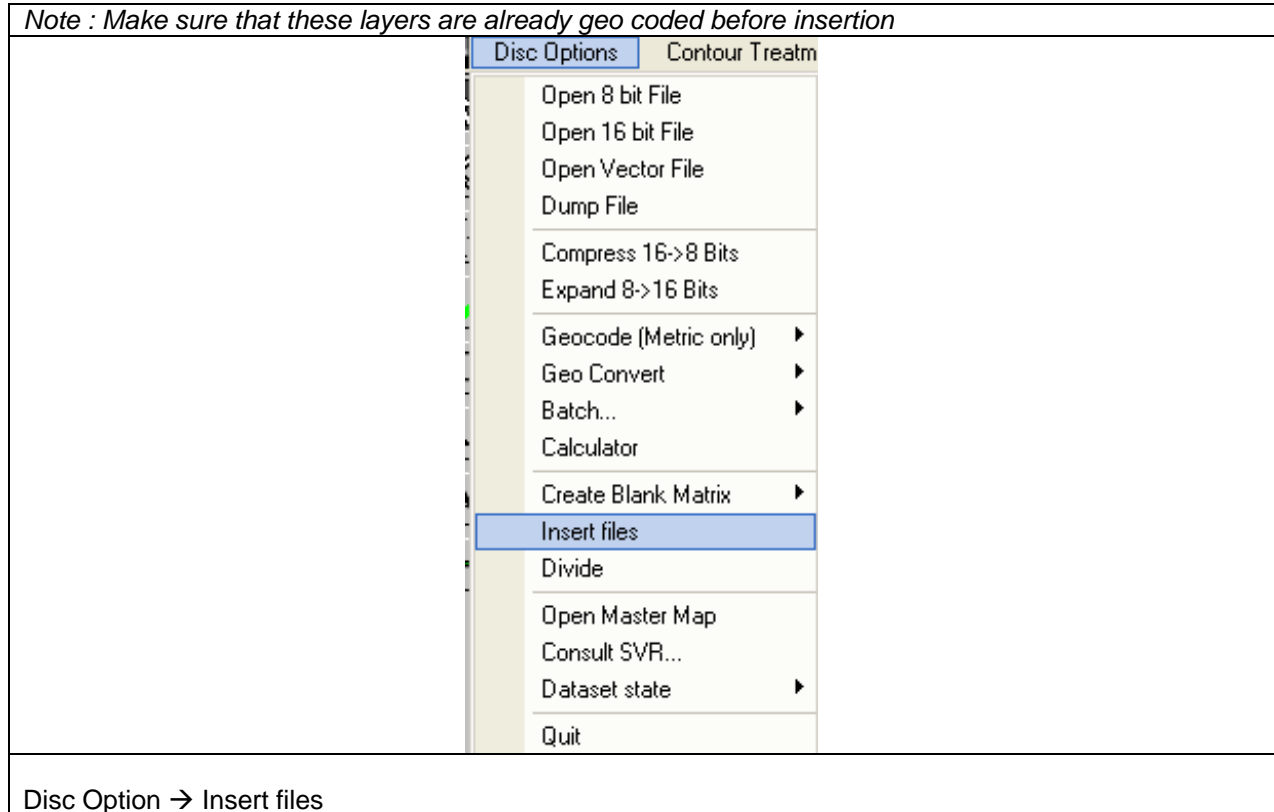 Note : Make sure that these layers are already geo coded before insertion
Disc Options Contour Treatm
Open 8 bit File
Open 16 bit File
Open Vector File
Dump File
Compress 16->8 Bits
Expand 8->16 Bits
Geocode (Metric only)
Geo Convert
Batch...
Calculator
Create Blank Matrix
Insert files
Divide
Open Master Map
Consult SVR...
Dataset state
Quit
Disc Option → Insert files